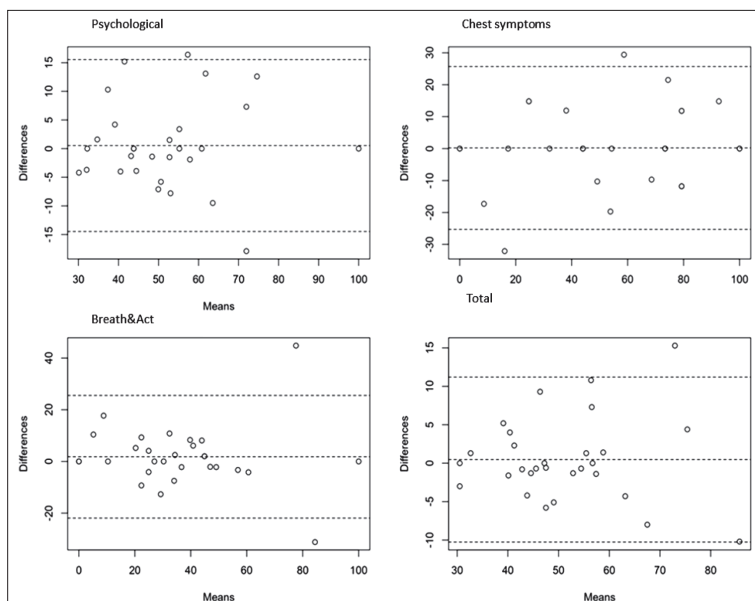 Psychological
Differences
15
10
5
0
-5
-15
30 40 50 60 70 80 90 100
Means
Chest symptoms
Differences
30
20
10
0
-10
-30
0 20 40 60 80 100
Means
Breath&Act
Differences
40
20
0
-20
0 20 40 60 80 100
Means
Total
Differences
15
10
5
0
-5
-10
30 40 50 60 70 80
Means